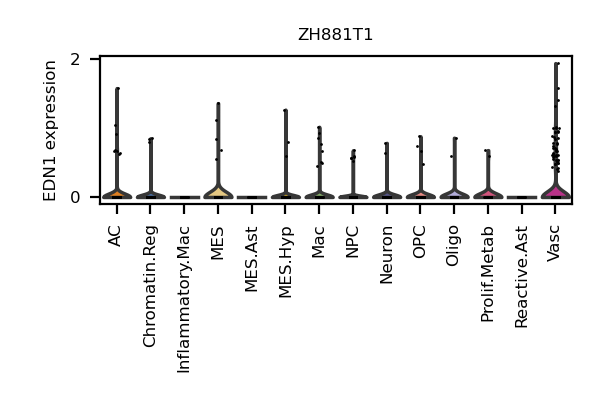 ZH881T1
EDN1 expression
2
0
AC
Chromatin.Reg
Inflammatory.Mac
MES
MES.Ast
MES.Hyp
Mac
NPC
Neuron
OPC
Oligo
Prolif.Metab
Reactive.Ast
Vasc